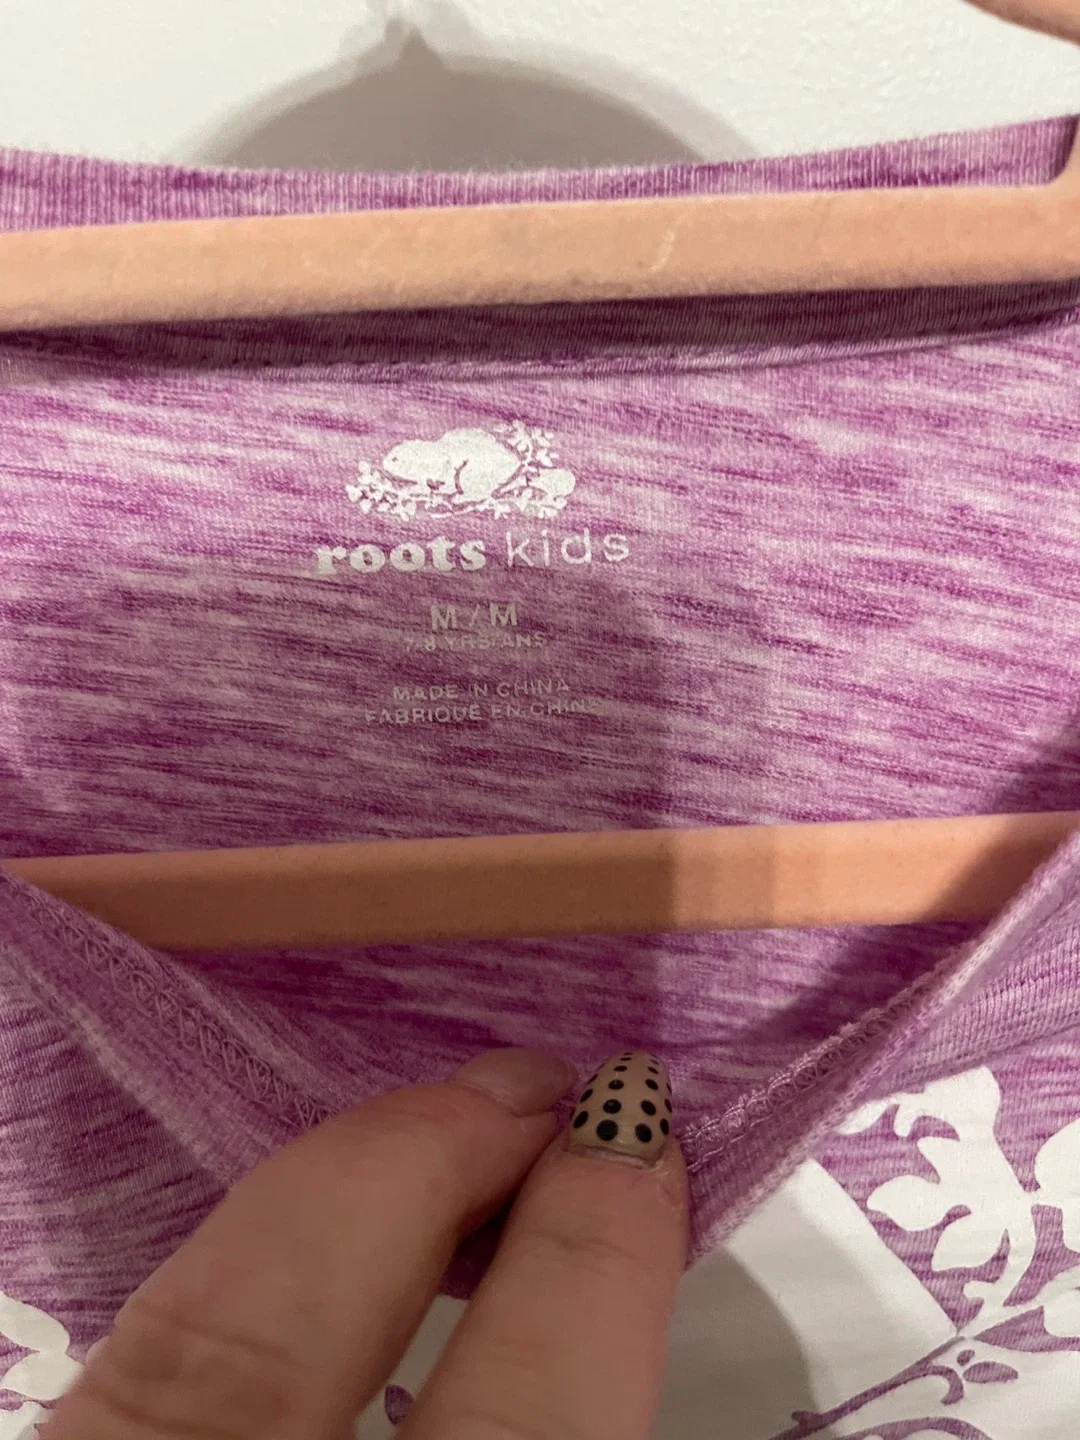 roots kids
M / M
7-8 YRS/ANS
MADE IN CHINA
FABRIQUÉ EN CHINE